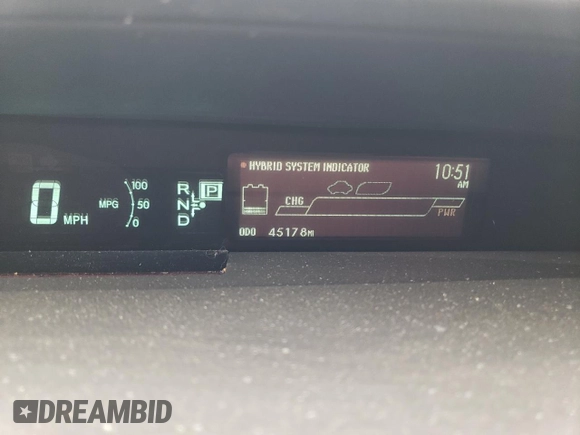 0 MPH
MPG
100
50
0
R
N
D
P
HYBRID SYSTEM INDICATOR
10:51
AM
CHG
PWR
ODO 45178 MI
DREAMBID